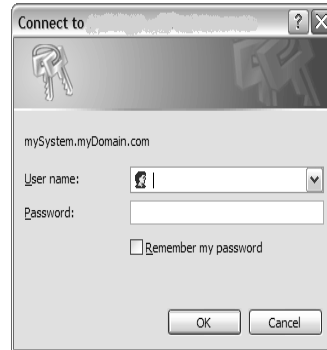 Connect to
mySystem.myDomain.com
User name:
Password:
Remember my password
OK Cancel